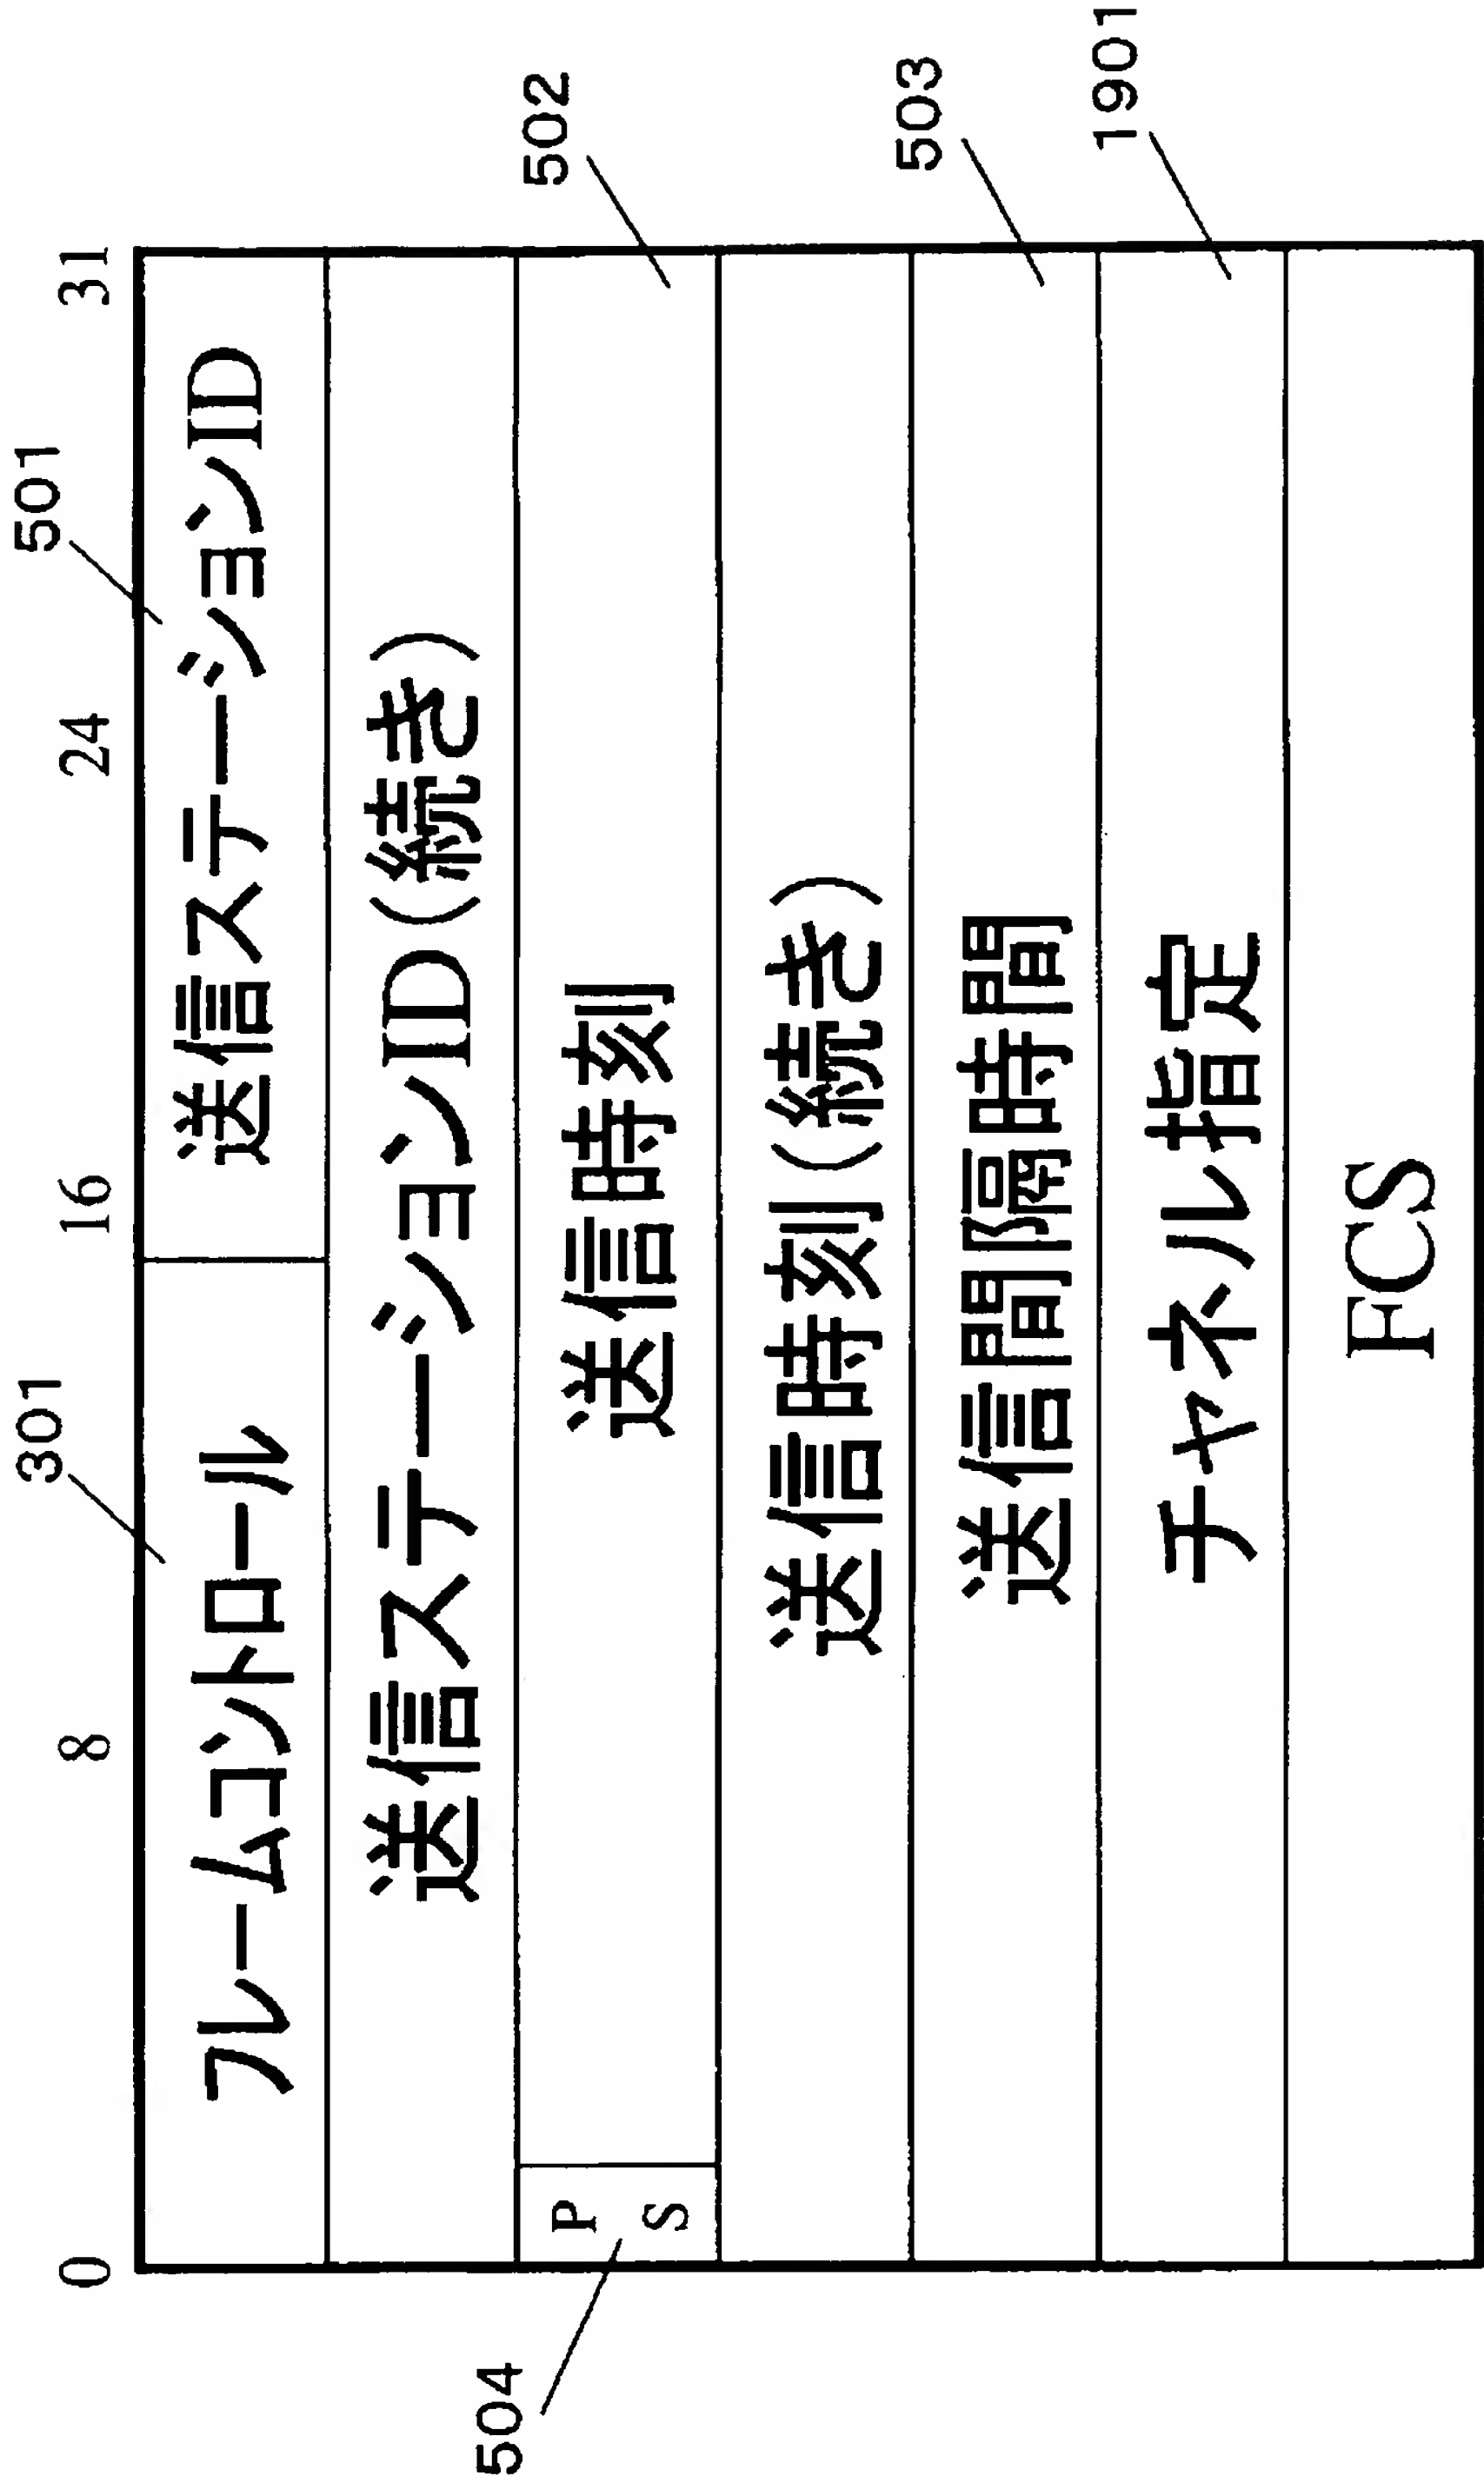 301 501
0 8 16 24 31
フレームコントロール 送信ステーションID
送信ステーションID(続き)
504 PS 送信時刻 502
送信時刻(続き)
送信間隔時間 503
チャネル指定 1901
FCS